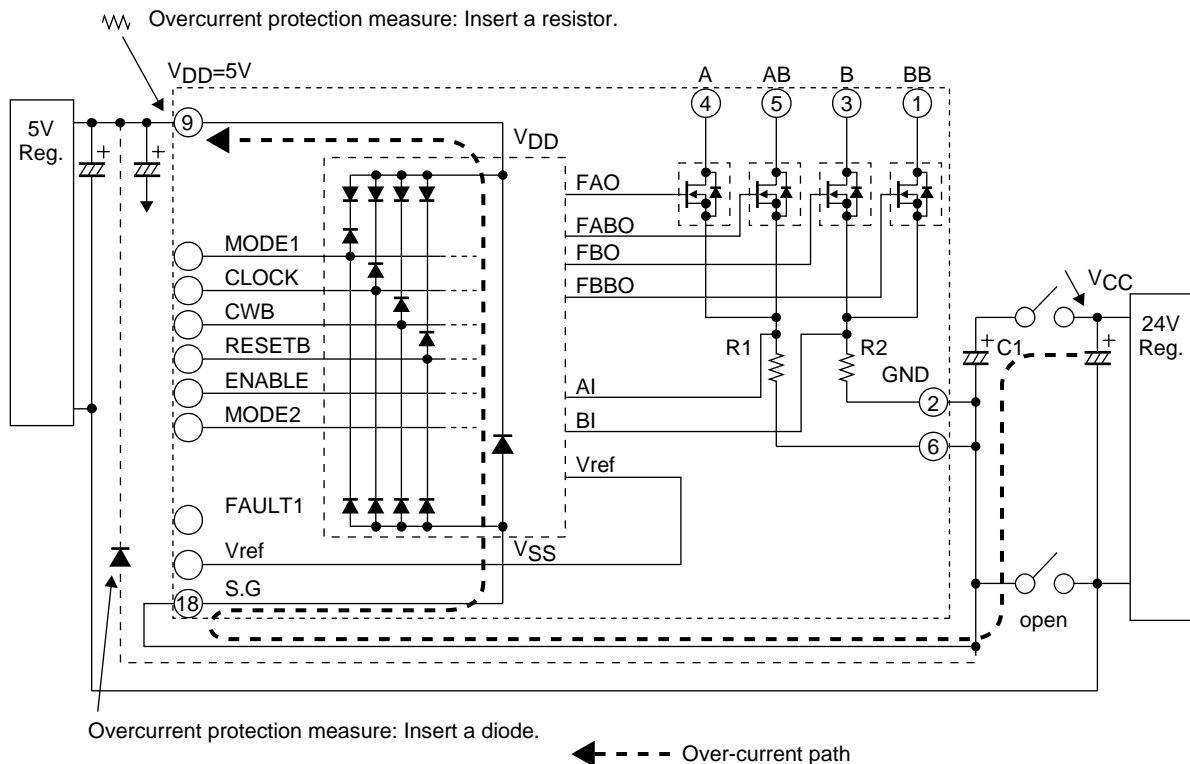 Overcurrent protection measure: Insert a resistor.
VDD=5V
A AB B BB
4 5 3 1
5V
Reg.
9
VDD
FAO
FABO
FBO
FBBO
MODE1
CLOCK
CWB
RESETB
ENABLE
MODE2
VCC
24V
Reg.
R1 R2
C1
GND
2
AI
BI
6
Vref
FAULT1
VSS
Vref
S.G
18
open
Overcurrent protection measure: Insert a diode.
Over-current path
+
+
+
+